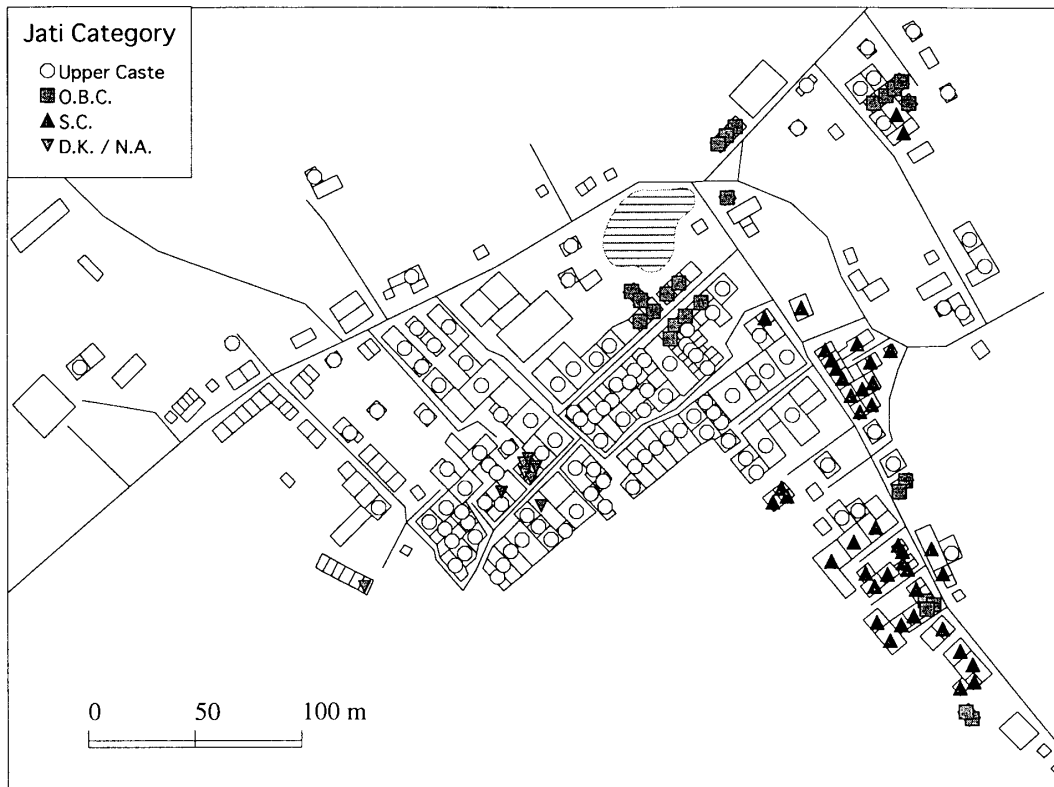 Jati Category
Upper Caste
O.B.C.
S.C.
D.K. / N.A.
0 50 100 m